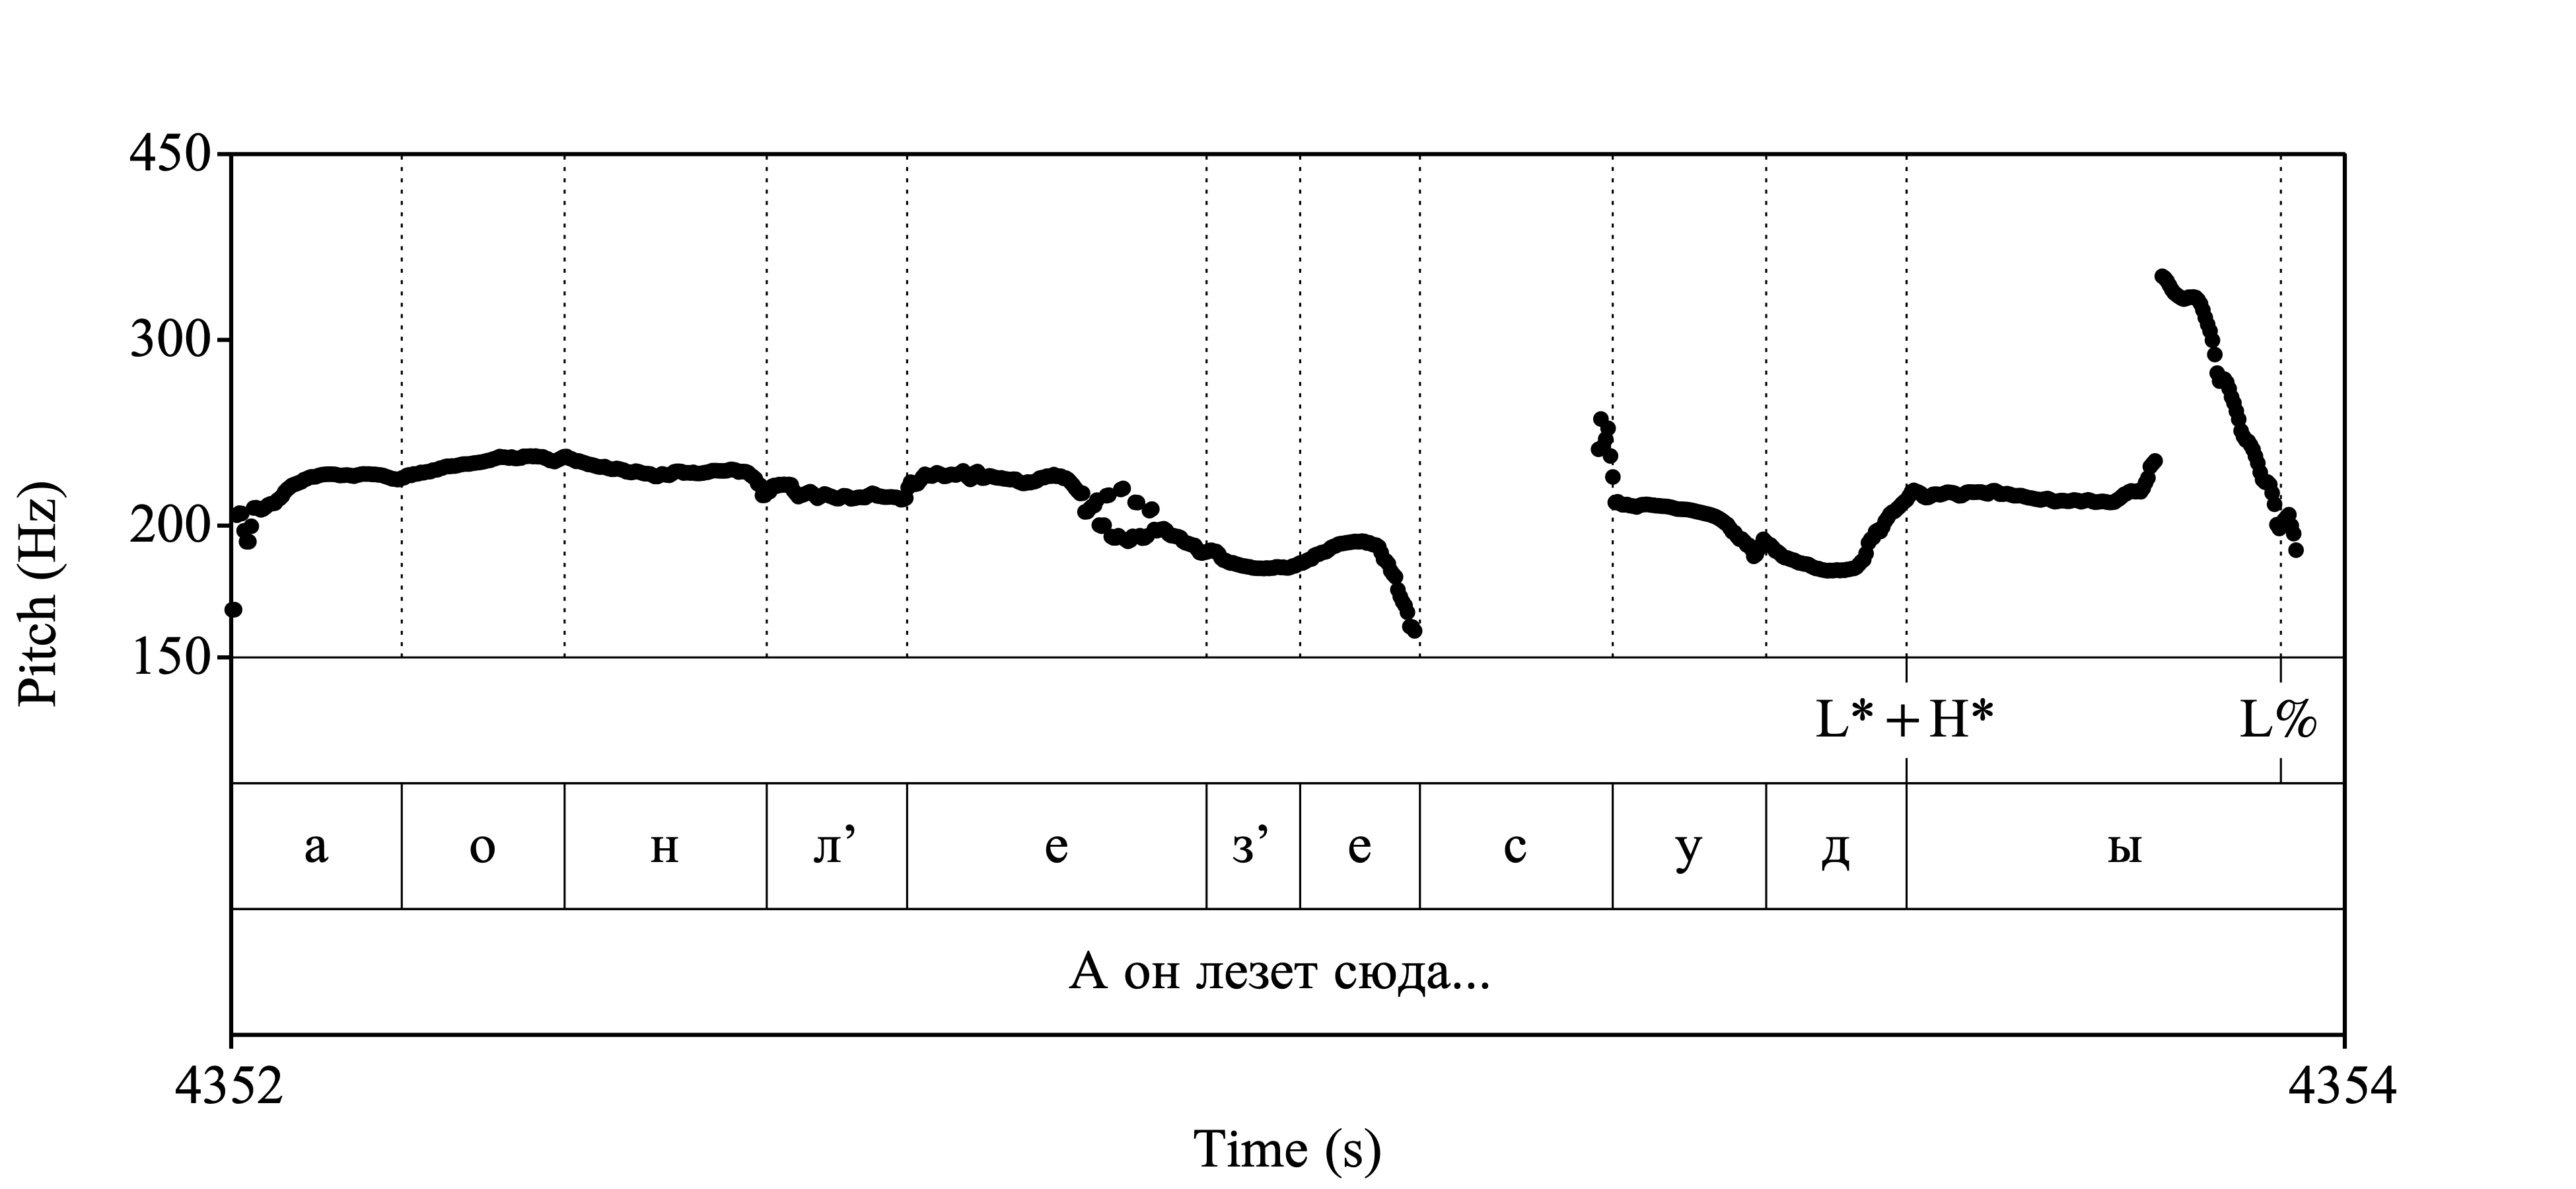 450
300
200
150
Pitch (Hz)
L* + H* L%
а о н л’ е з’ е с у д ы
А он лезет сюда...
4352 4354
Time (s)